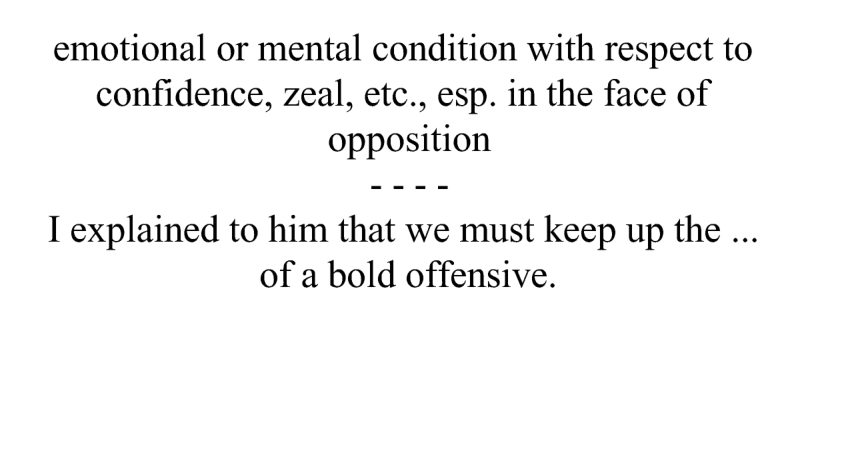 emotional or mental condition with respect to
confidence, zeal, etc., esp. in the face of
opposition
- - - -
I explained to him that we must keep up the ...
of a bold offensive.